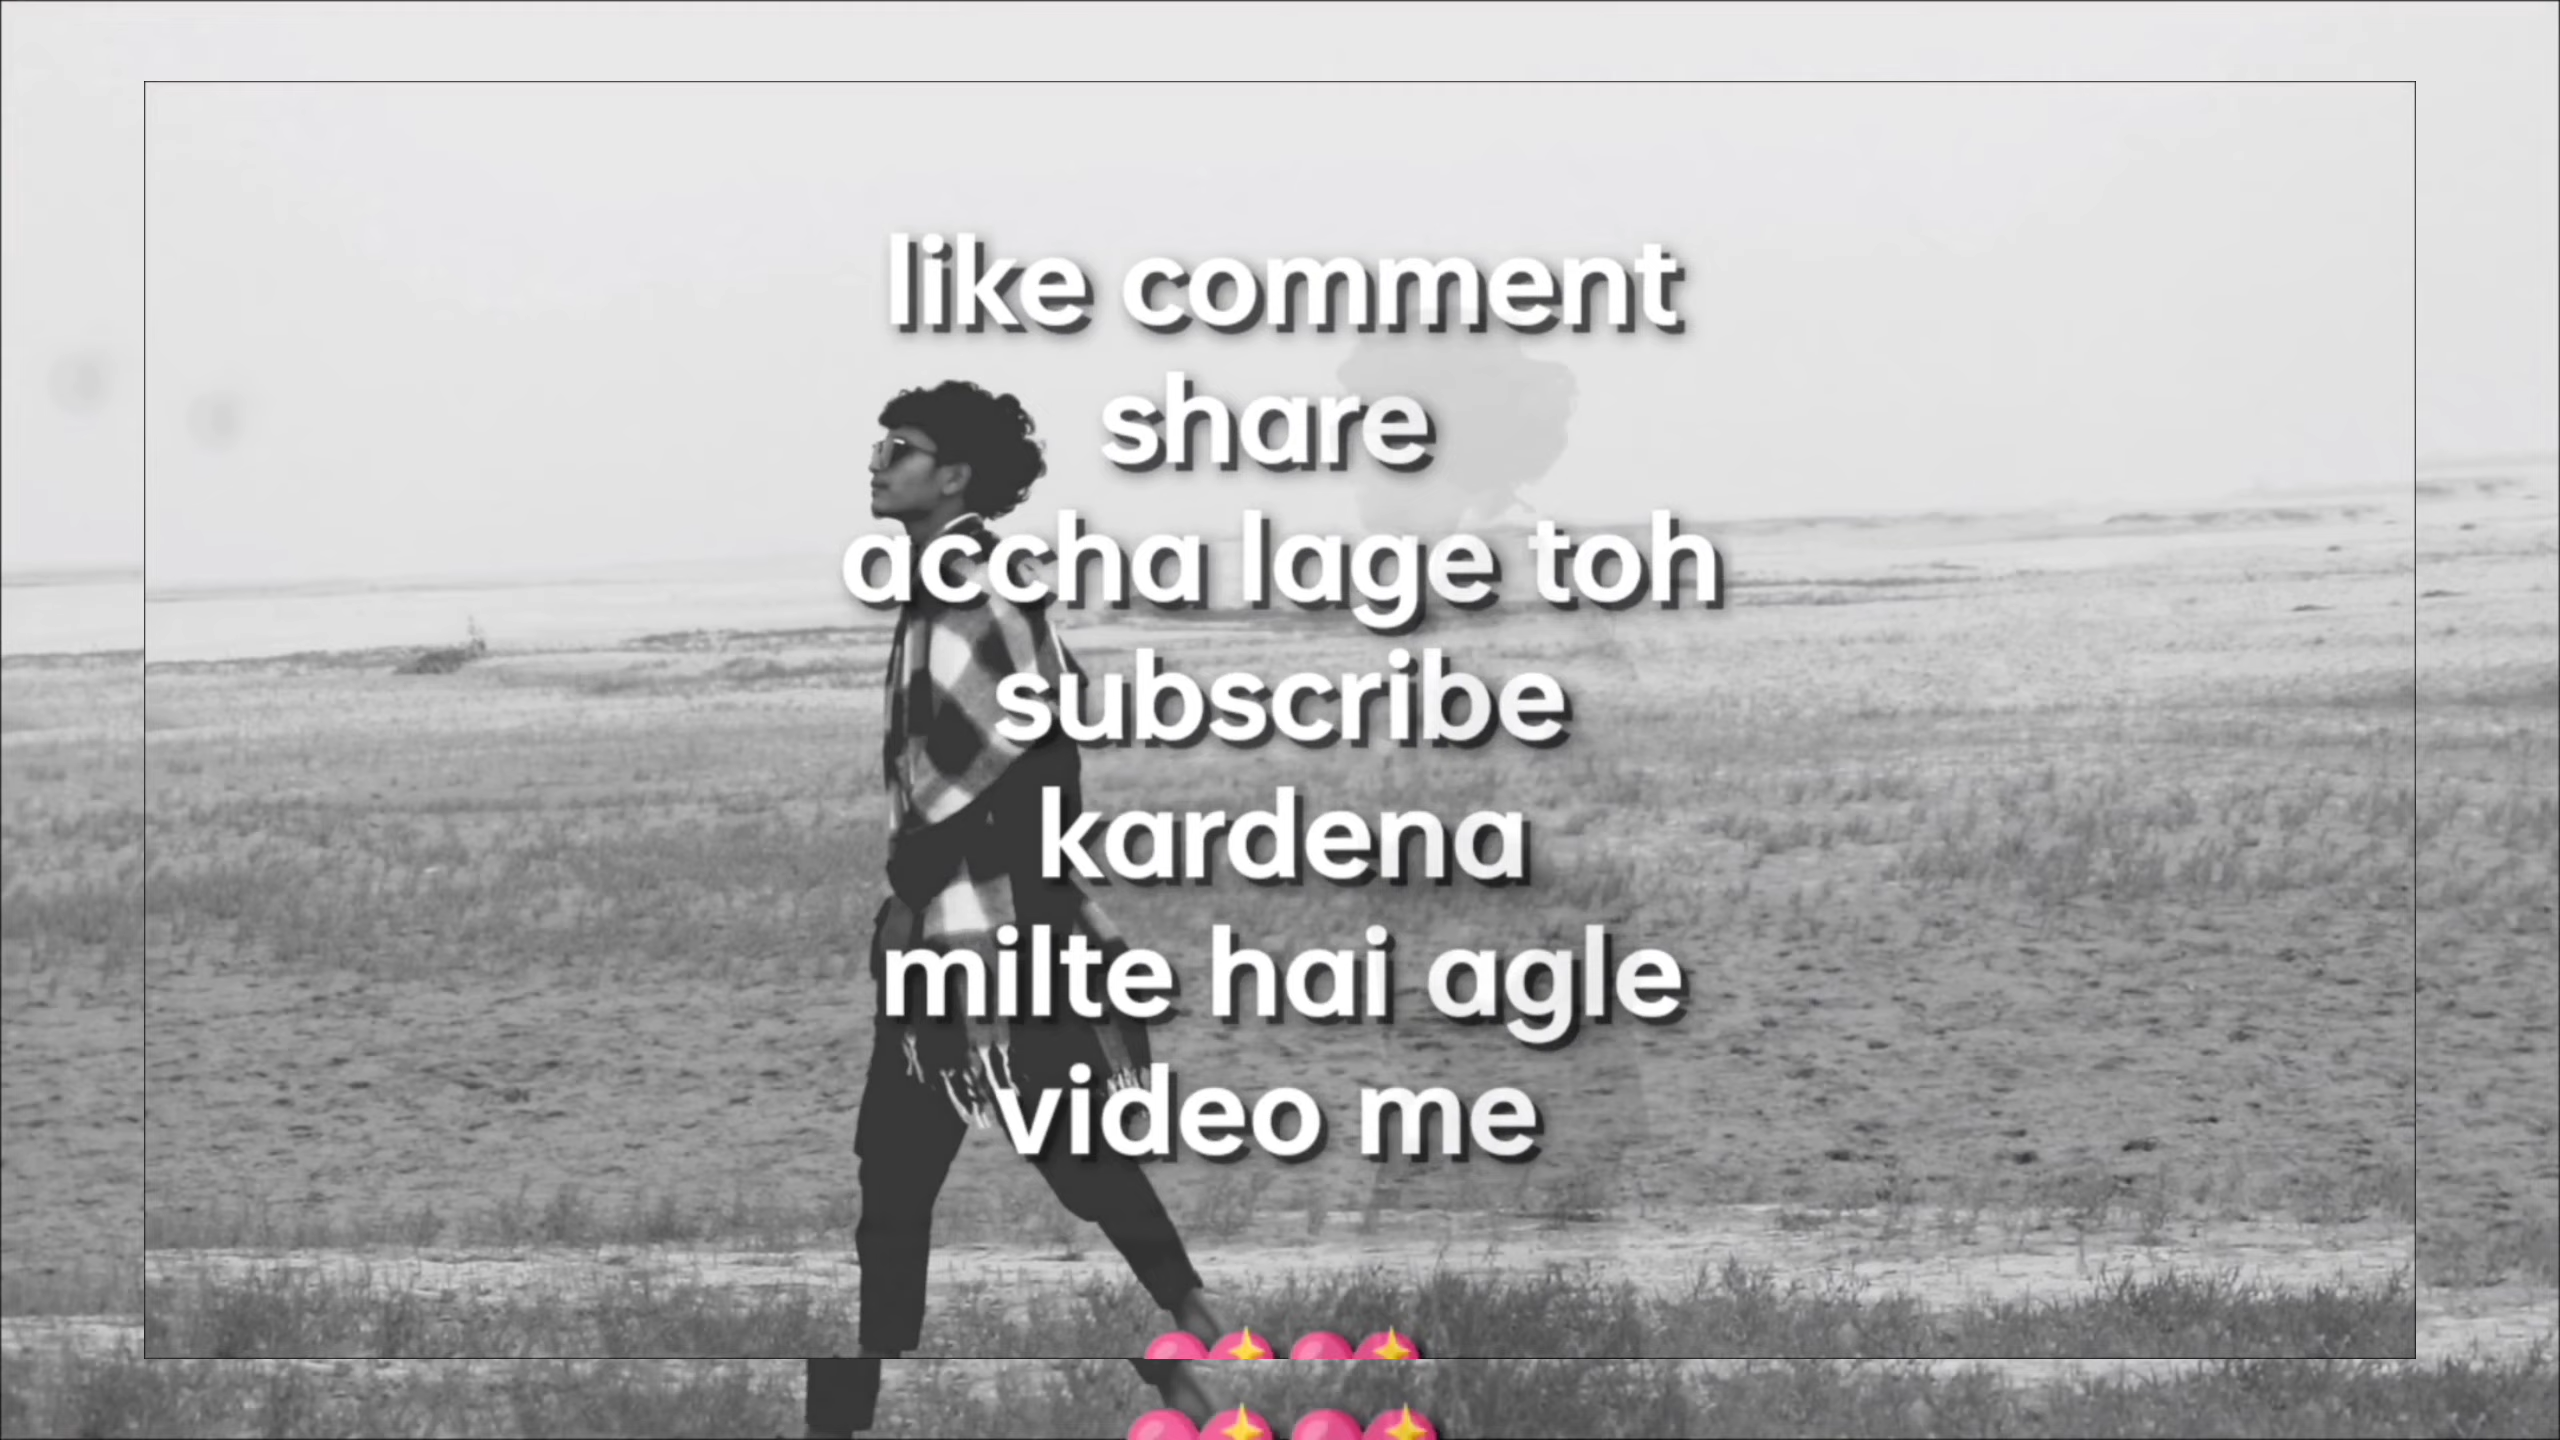 like comment
share
accha lage toh
subscribe
kardena
milte hai agle
video me